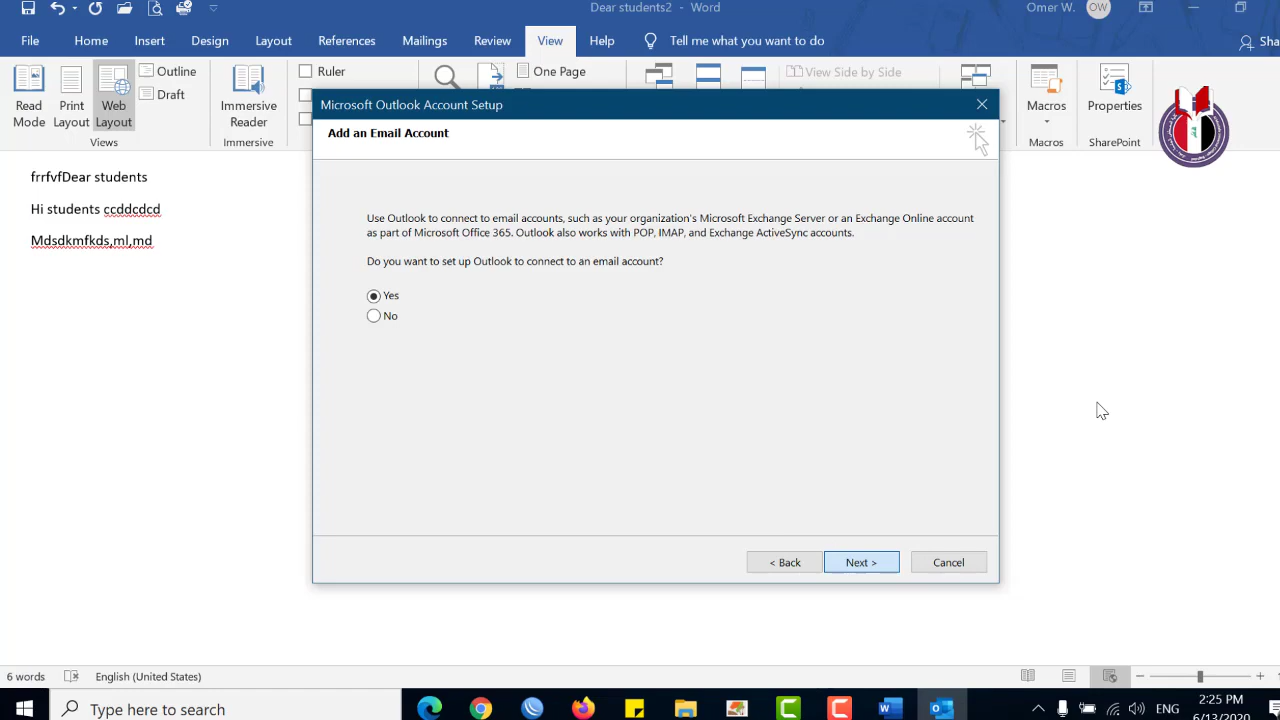 Dear students2 - Word
Omer W.
OW
File
Home
Insert
Design
Layout
References
Mailings
Review
View
Help
Tell me what you want to do
Sha
Read Mode
Print Layout
Web Layout
Outline
Draft
Views
Immersive Reader
Immersive
Ruler
One Page
View Side by Side
Macros
Macros
Properties
SharePoint
Microsoft Outlook Account Setup
Add an Email Account
frrfvfDear students
Hi students ccddcdcd
Mdsdkmfkds,ml,md
Use Outlook to connect to email accounts, such as your organization's Microsoft Exchange Server or an Exchange Online account
as part of Microsoft Office 365. Outlook also works with POP, IMAP, and Exchange ActiveSync accounts.
Do you want to set up Outlook to connect to an email account?
Yes
No
< Back
Next >
Cancel
6 words
English (United States)
Type here to search
ENG
2:25 PM
6/13/2020